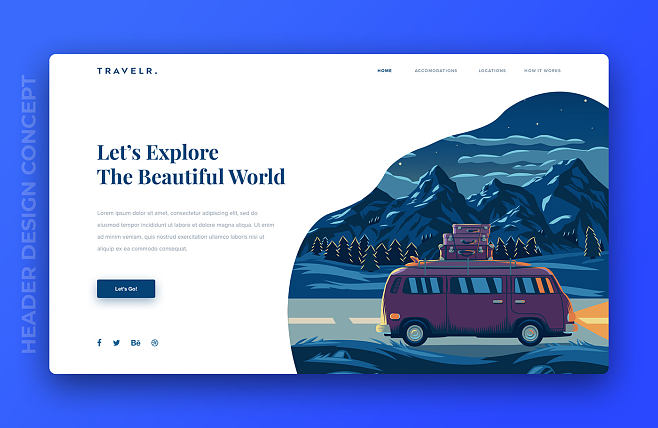 HEADER DESIGN CONCEPT
TRAVELR.
HOME ACCOMODATIONS LOCATIONS HOW IT WORKS
Let's Explore
The Beautiful World
Lorem ipsum dolor sit amet, consectetur adipiscing elit, sed do
eiusmod tempor incididunt ut labore et dolore magna aliqua. Ut enim ad
minim veniam, quis nostrud exercitation ullamco laboris nisi ut
aliquip ex ea commodo consequat.
Let's Go!